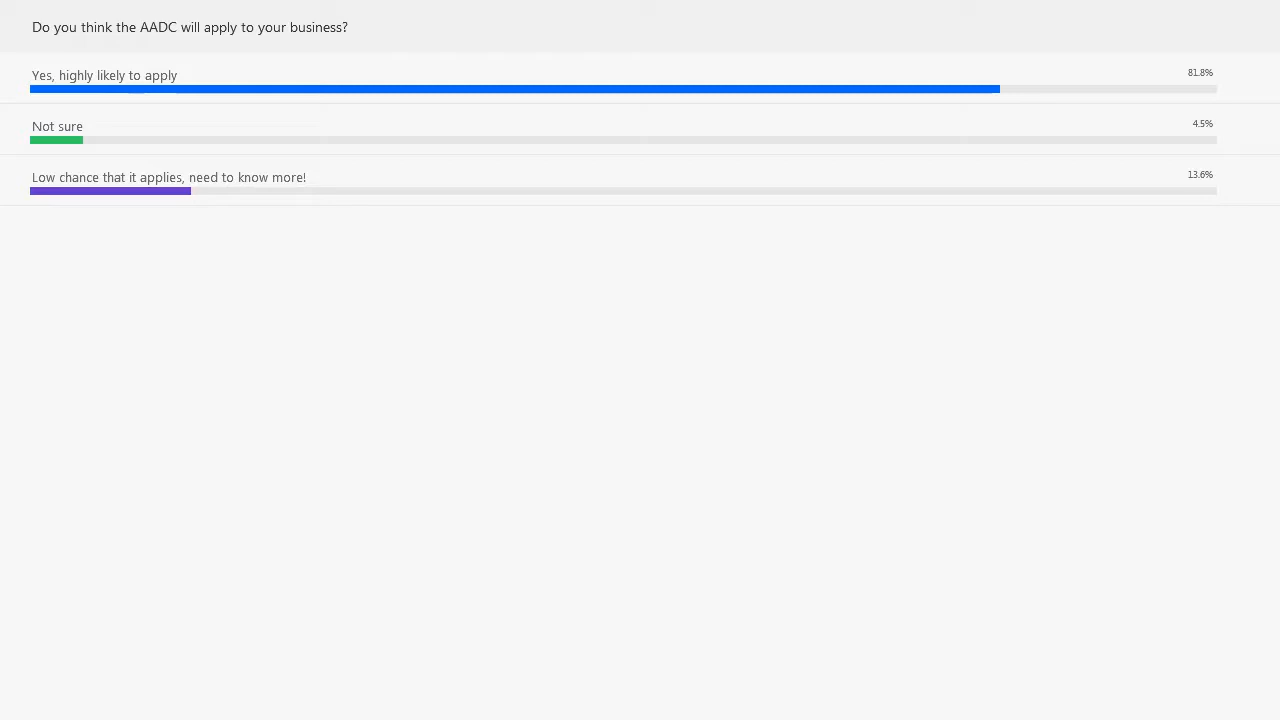 Do you think the AADC will apply to your business?
Yes, highly likely to apply
81.8%
Not sure
4.5%
Low chance that it applies, need to know more!
13.6%